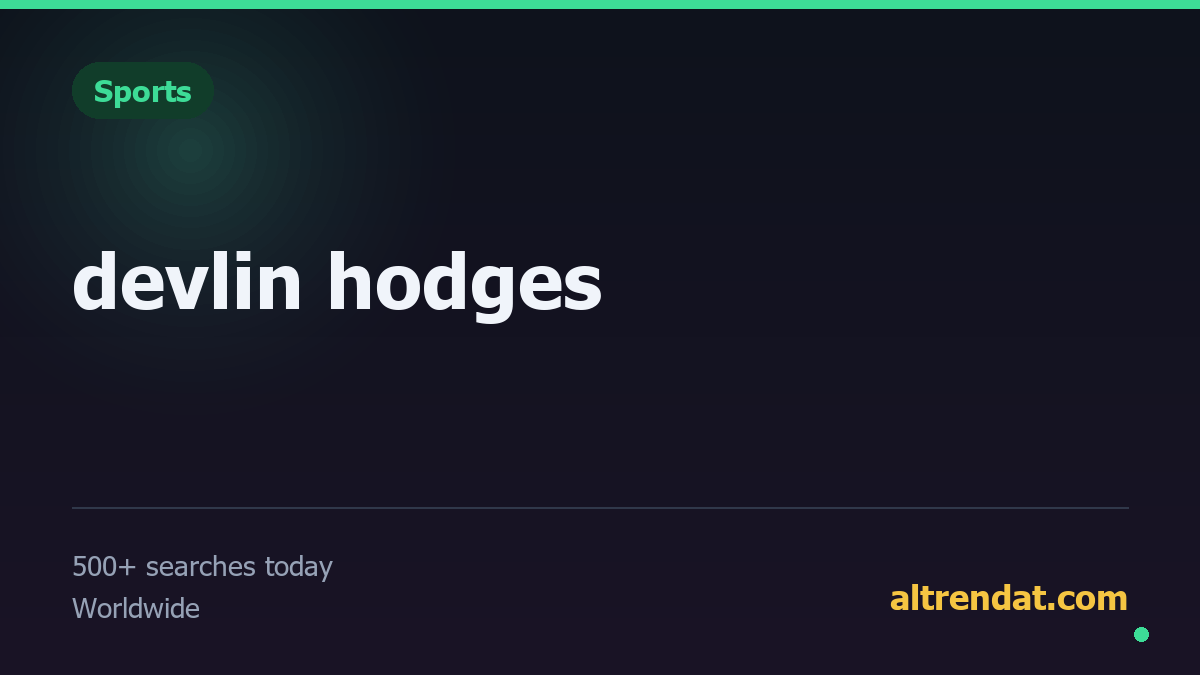 Sports
devlin hodges
500+ searches today
Worldwide
altrendat.com